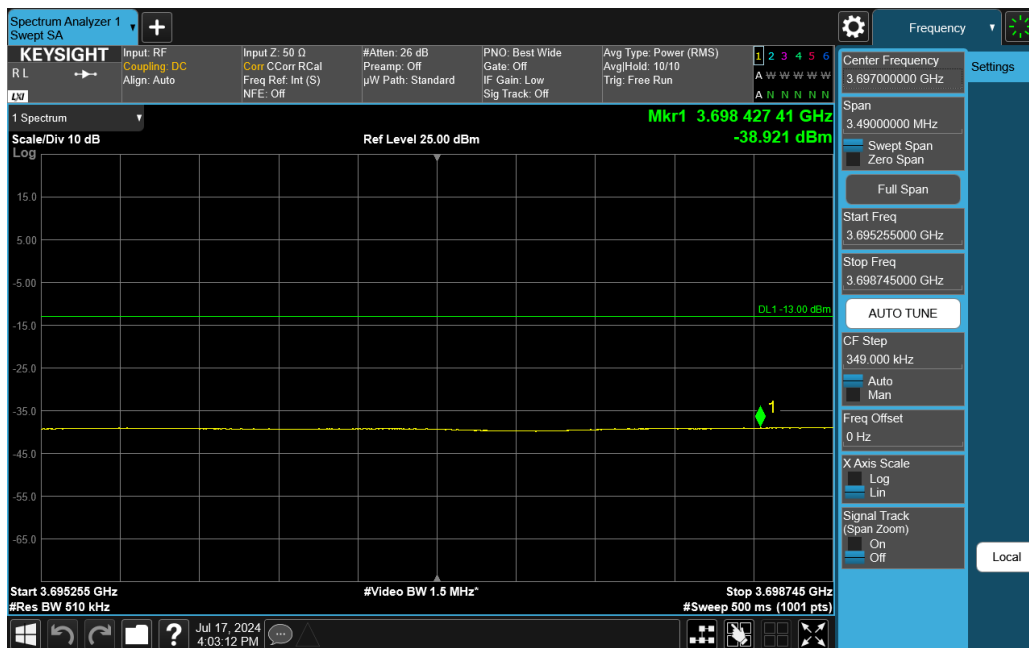 Spectrum Analyzer 1
Swept SA
Frequency
KEYSIGHT
R L
LXI
Input: RF
Coupling: DC
Align: Auto
Input Z: 50 Ω
Corr CCorr RCal
Freq Ref: Int (S)
NFE: Off
#Atten: 26 dB
Preamp: Off
µW Path: Standard
PNO: Best Wide
Gate: Off
IF Gain: Low
Sig Track: Off
Avg Type: Power (RMS)
Avg|Hold: 10/10
Trig: Free Run
1 2 3 4 5 6
A W W W W W
A N N N N N
1 Spectrum
Scale/Div 10 dB
Log
Ref Level 25.00 dBm
Mkr1 3.698 427 41 GHz
-38.921 dBm
15.0
5.00
-5.00
DL1 -13.00 dBm
-15.0
-25.0
-35.0
1
-45.0
-55.0
-65.0
Start 3.695255 GHz
#Res BW 510 kHz
#Video BW 1.5 MHz*
Stop 3.698745 GHz
#Sweep 500 ms (1001 pts)
Jul 17, 2024
4:03:12 PM
Center Frequency
3.697000000 GHz
Span
3.49000000 MHz
Swept Span
Zero Span
Full Span
Start Freq
3.695255000 GHz
Stop Freq
3.698745000 GHz
AUTO TUNE
CF Step
349.000 kHz
Auto
Man
Freq Offset
0 Hz
X Axis Scale
Log
Lin
Signal Track
(Span Zoom)
On
Off
Settings
Local